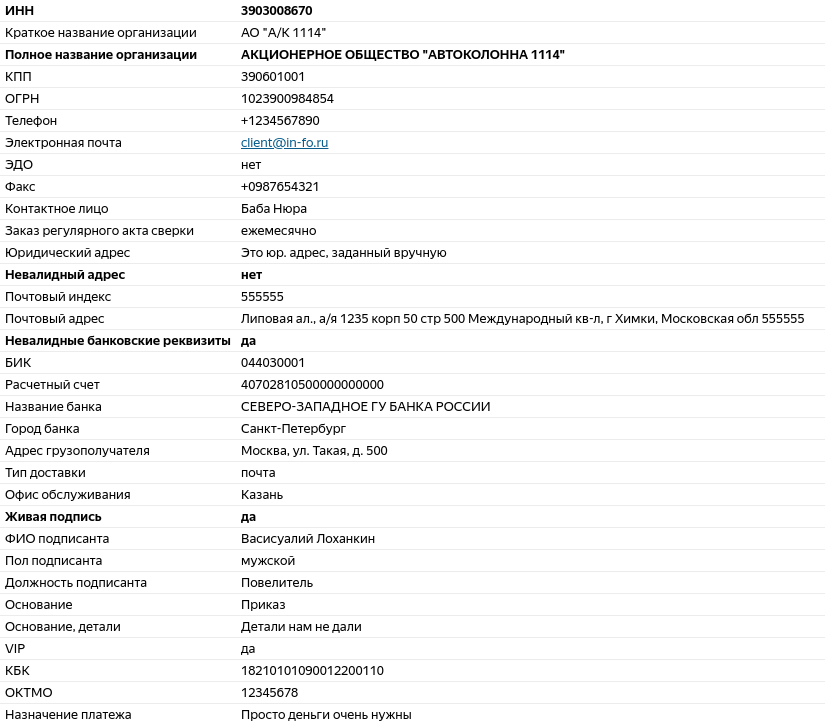 ИНН 3903008670
Краткое название организации АО "А/К 1114"
Полное название организации АКЦИОНЕРНОЕ ОБЩЕСТВО "АВТОКОЛОННА 1114"
КПП 390601001
ОГРН 1023900984854
Телефон +1234567890
Электронная почта client@in-fo.ru
ЭДО нет
Факс +0987654321
Контактное лицо Баба Нюра
Заказ регулярного акта сверки ежемесячно
Юридический адрес Это юр. адрес, заданный вручную
Невалидный адрес нет
Почтовый индекс 555555
Почтовый адрес Липовая ал., а/я 1235 корп 50 стр 500 Международный кв-л, г Химки, Московская обл 555555
Невалидные банковские реквизиты да
БИК 044030001
Расчетный счет 40702810500000000000
Название банка СЕВЕРО-ЗАПАДНОЕ ГУ БАНКА РОССИИ
Город банка Санкт-Петербург
Адрес грузополучателя Москва, ул. Такая, д. 500
Тип доставки почта
Офис обслуживания Казань
Живая подпись да
ФИО подписанта Васисуалий Лоханкин
Пол подписанта мужской
Должность подписанта Повелитель
Основание Приказ
Основание, детали Детали нам не дали
VIP да
КБК 18210101090012200110
ОКТМО 12345678
Назначение платежа Просто деньги очень нужны